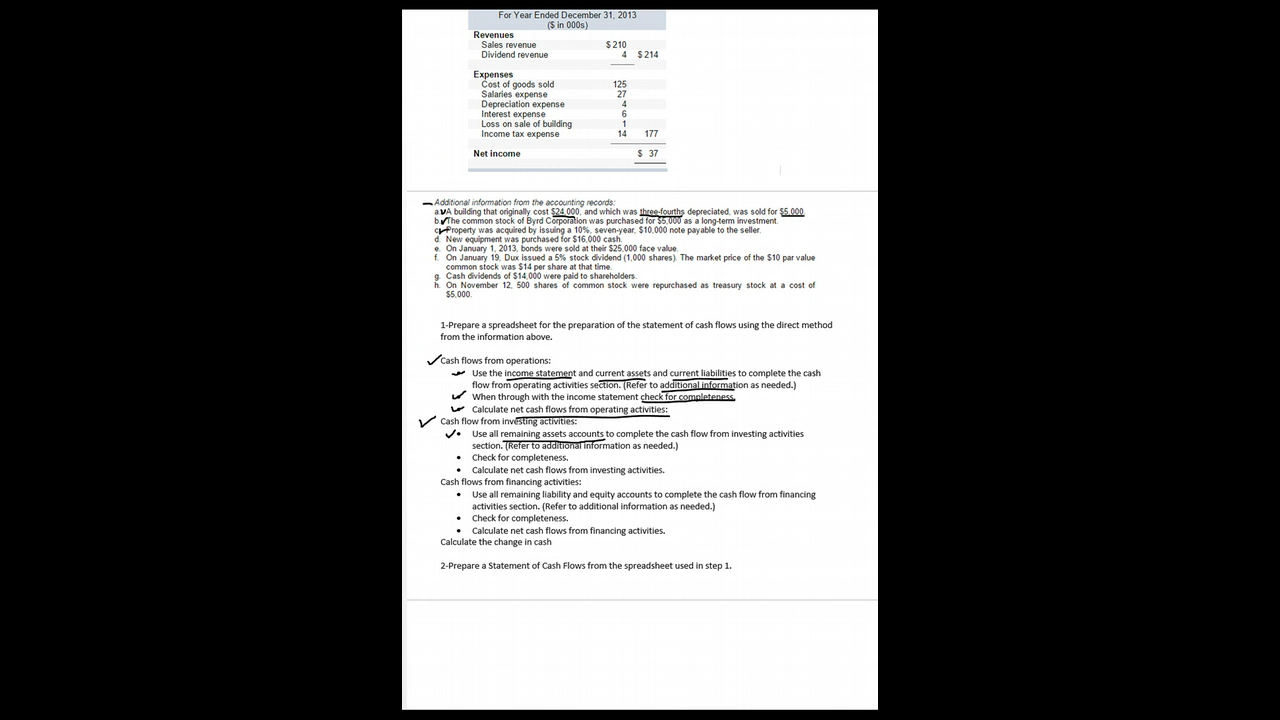 For Year Ended December 31, 2013
($ in 000s)
Revenues
Sales revenue $ 210
Dividend revenue 4 $ 214
Expenses
Cost of goods sold 125
Salaries expense 27
Depreciation expense 4
Interest expense 6
Loss on sale of building 1
Income tax expense 14 177
Net income $ 37
Additional information from the accounting records:
a. A building that originally cost $24,000, and which was three-fourths depreciated, was sold for $5,000.
b. The common stock of Byrd Corporation was purchased for $5,000 as a long-term investment.
c. Property was acquired by issuing a 10%, seven-year, $10,000 note payable to the seller.
d. New equipment was purchased for $16,000 cash.
e. On January 1, 2013, bonds were sold at their $25,000 face value.
f. On January 19, Dux issued a 5% stock dividend (1,000 shares). The market price of the $10 par value
common stock was $14 per share at that time.
g. Cash dividends of $14,000 were paid to shareholders.
h. On November 12, 500 shares of common stock were repurchased as treasury stock at a cost of
$5,000.
1-Prepare a spreadsheet for the preparation of the statement of cash flows using the direct method
from the information above.
Cash flows from operations:
Use the income statement and current assets and current liabilities to complete the cash
flow from operating activities section. (Refer to additional information as needed.)
When through with the income statement check for completeness.
Calculate net cash flows from operating activities:
Cash flow from investing activities:
• Use all remaining assets accounts to complete the cash flow from investing activities
section. (Refer to additional information as needed.)
• Check for completeness.
• Calculate net cash flows from investing activities.
Cash flows from financing activities:
• Use all remaining liability and equity accounts to complete the cash flow from financing
activities section. (Refer to additional information as needed.)
• Check for completeness.
• Calculate net cash flows from financing activities.
Calculate the change in cash
2-Prepare a Statement of Cash Flows from the spreadsheet used in step 1.